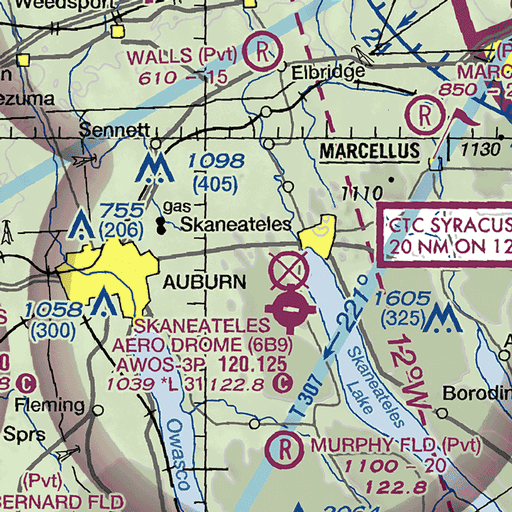 Weedsport
WALLS (Pvt)
610 - 15
R
Elbridge
24
MARC
850 - 2
R
ezuma
Sennett
1098
(405)
MARCELLUS
1130
1110
755
(206)
gas
Skaneateles
CTC SYRACUS
20 NM ON 12
AUBURN
1058
(300)
221°
1605
(325)
SKANEATELES
AERO DROME (6B9)
AWOS-3P 120.125
1039 *L 31 122.8 C
C
Skaneateles
Lake
12°W
T 307
Fleming
Borodin
Sprs
Owasco
R
MURPHY FLD (Pvt)
1100 - 20
122.8
(Pvt)
BERNARD FLD
2064